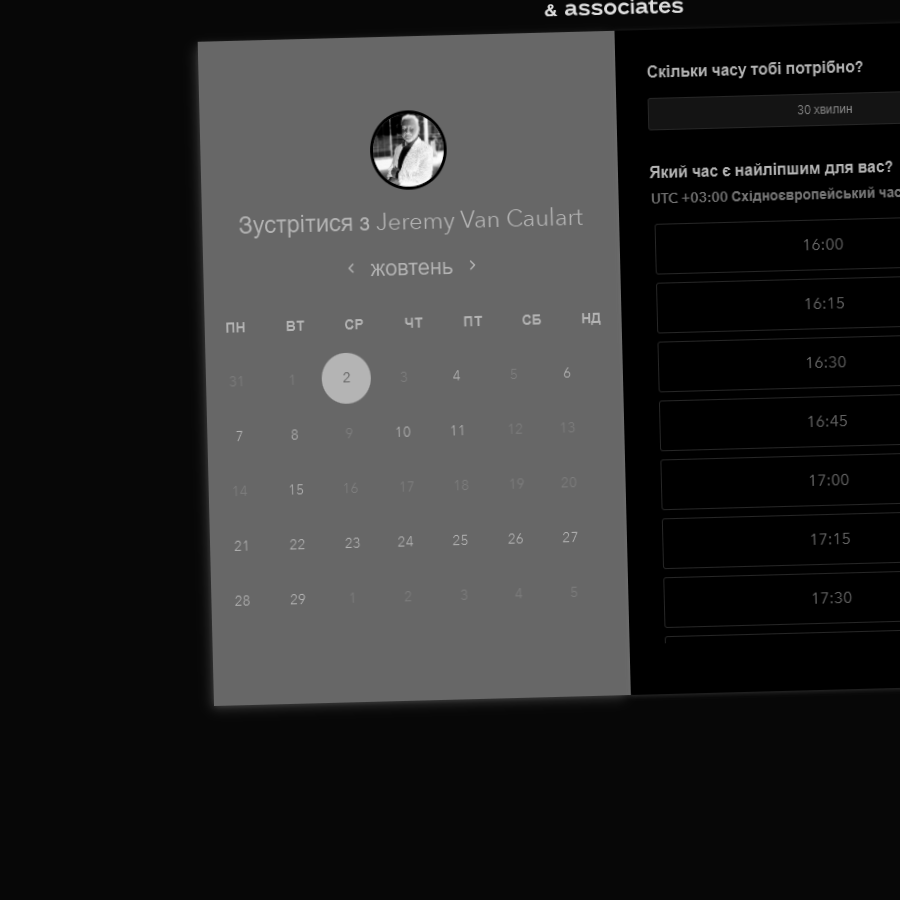 & associates
Зустрітися з Jeremy Van Caulart
жовтень
ПН ВТ СР ЧТ ПТ СБ НД
31 1 2 3 4 5 6
7 8 9 10 11 12 13
14 15 16 17 18 19 20
21 22 23 24 25 26 27
28 29 1 2 3 4 5
Скільки часу тобі потрібно?
30 хвилин
Який час є найліпшим для вас?
UTC +03:00 Східноєвропейський час
16:00
16:15
16:30
16:45
17:00
17:15
17:30